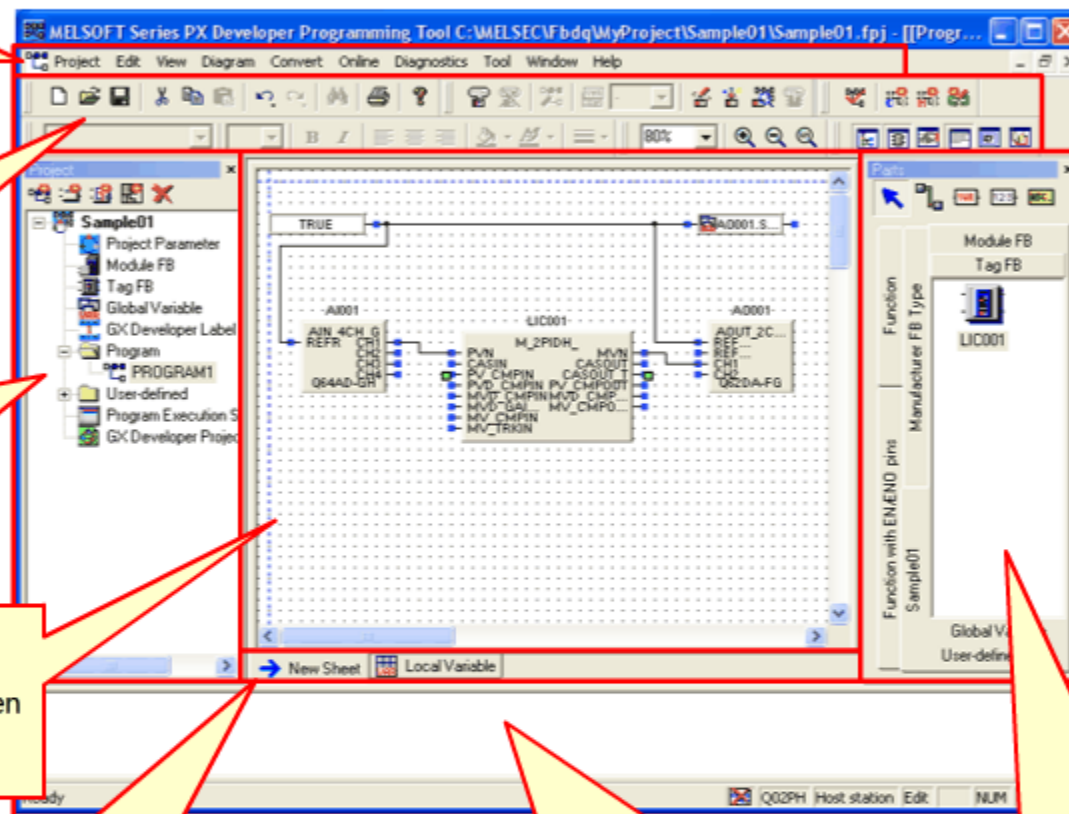 MELSOFT Series PX Developer Programming Tool C:\MELSEC\Fbdq\MyProject\Sample01\Sample01.fpj - [[Progr...
Project Edit View Diagram Convert Online Diagnostics Tool Window Help
B I 80%
Project
Sample01
Project Parameter
Module FB
Tag FB
Global Variable
GX Developer Label
Program
PROGRAM1
User-defined
Program Execution S
GX Developer Projec
TRUE
AO001.S...
AI001
AIN_4CH_G
REFR CH1
CH2
CH3
CH4
Q64AD-GH
LIC001
M_2PIDH_
PVN MVN
CASIN CASOUT
PV_CMPIN CASOUT_T
PVD_CMPIN PV_CMPOUT
MVD_CMPIN MVD_CMP...
MVD_GAI... MV_CMPO...
MV_CMPIN
MV_TRKIN
AO001
AOUT_2C...
REF...
REF...
CH1
CH2
Q62DA-FG
New Sheet Local Variable
Parts
Function
Function with EN/ENO pins
Manufacturer FB Type
Sample01
Module FB
Tag FB
LIC001
Global Va
User-define
en
Q02PH Host station Edit NUM